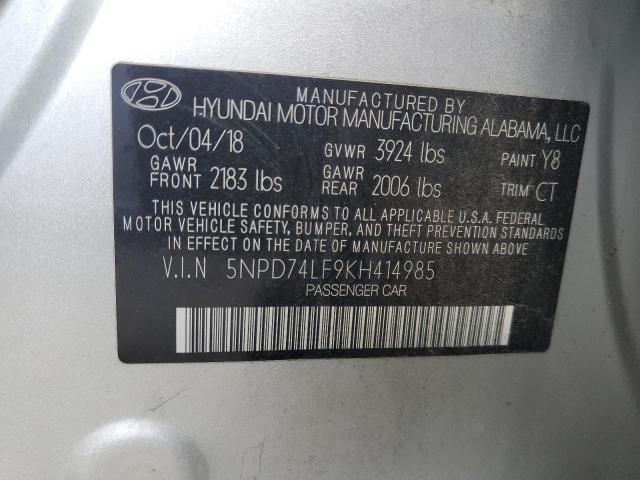 MANUFACTURED BY
HYUNDAI MOTOR MANUFACTURING ALABAMA, LLC
Oct/04/18 GVWR 3924 lbs PAINT Y8
GAWR FRONT 2183 lbs GAWR REAR 2006 lbs TRIM CT
THIS VEHICLE CONFORMS TO ALL APPLICABLE U.S.A. FEDERAL
MOTOR VEHICLE SAFETY, BUMPER, AND THEFT PREVENTION
STANDARDS IN EFFECT ON THE DATE OF MANUFACTURE SHOWN ABOVE.
V.I.N 5NPD74LF9KH414985
PASSENGER CAR